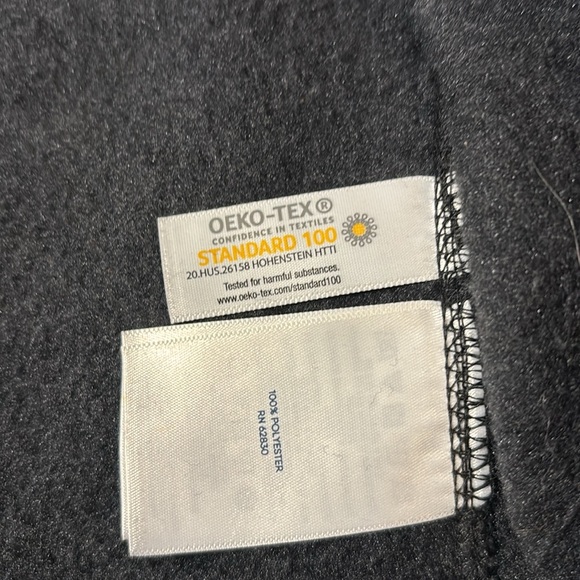 OEKO-TEX®
CONFIDENCE IN TEXTILES
STANDARD 100
20.HUS.26158 HOHENSTEIN HTTI
Tested for harmful substances.
www.oeko-tex.com/standard100
100% POLYESTER
RN 62830